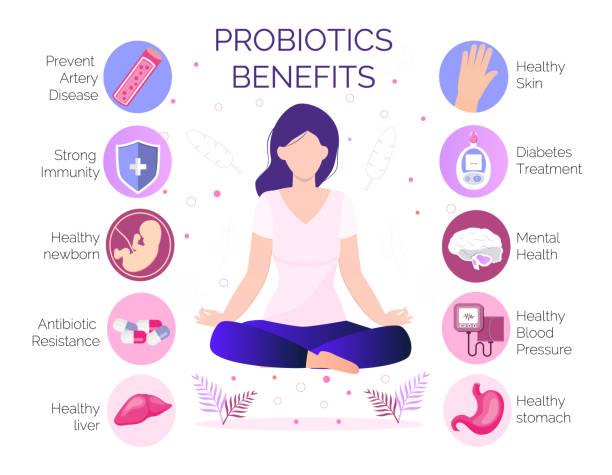 PROBIOTICS
BENEFITS
Prevent
Artery
Disease
Strong
Immunity
Healthy
newborn
Antibiotic
Resistance
Healthy
liver
Healthy
Skin
Diabetes
Treatment
Mental
Health
Healthy
Blood
Pressure
Healthy
stomach